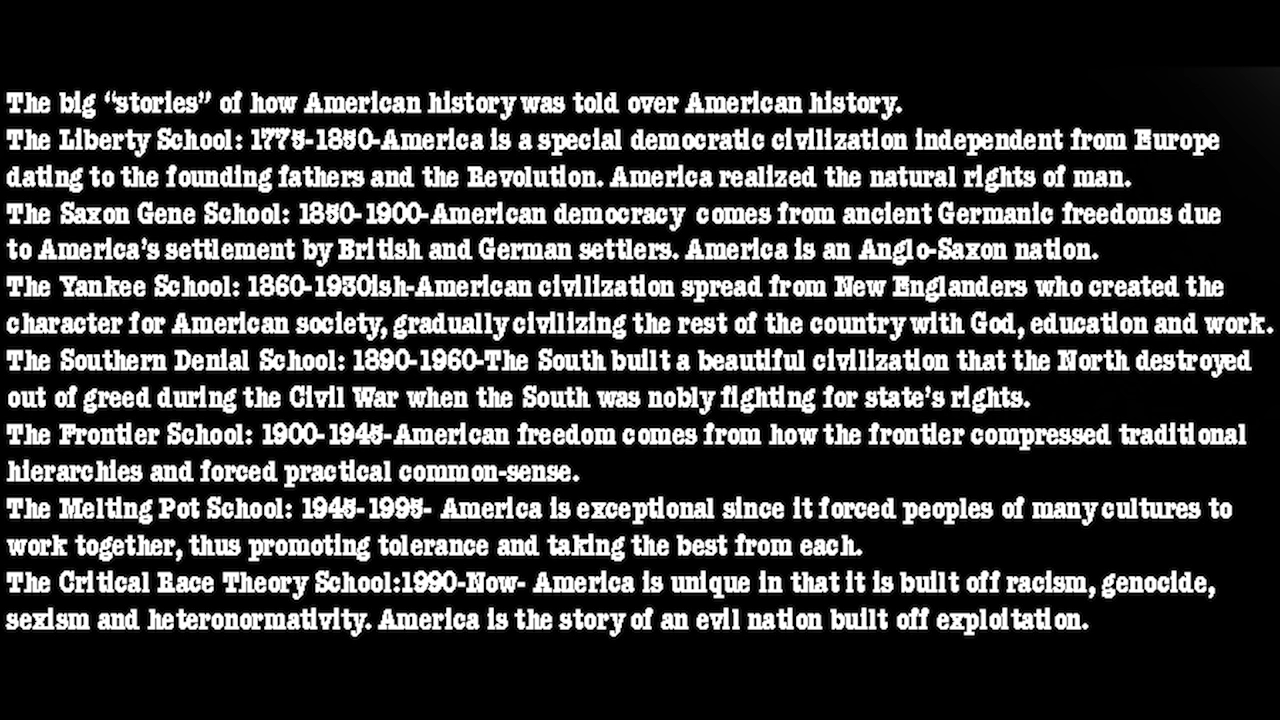 The big “stories” of how American history was told over American history.
The Liberty School: 1775-1850-America is a special democratic civilization independent from Europe
dating to the founding fathers and the Revolution. America realized the natural rights of man.
The Saxon Gene School: 1850-1900-American democracy comes from ancient Germanic freedoms due
to America’s settlement by British and German settlers. America is an Anglo-Saxon nation.
The Yankee School: 1860-1930ish-American civilization spread from New Englanders who created the
character for American society, gradually civilizing the rest of the country with God, education and work.
The Southern Denial School: 1890-1960-The South built a beautiful civilization that the North destroyed
out of greed during the Civil War when the South was nobly fighting for state’s rights.
The Frontier School: 1900-1945-American freedom comes from how the frontier compressed traditional
hierarchies and forced practical common-sense.
The Melting Pot School: 1945-1995- America is exceptional since it forced peoples of many cultures to
work together, thus promoting tolerance and taking the best from each.
The Critical Race Theory School:1990-Now- America is unique in that it is built off racism, genocide,
sexism and heteronormativity. America is the story of an evil nation built off exploitation.